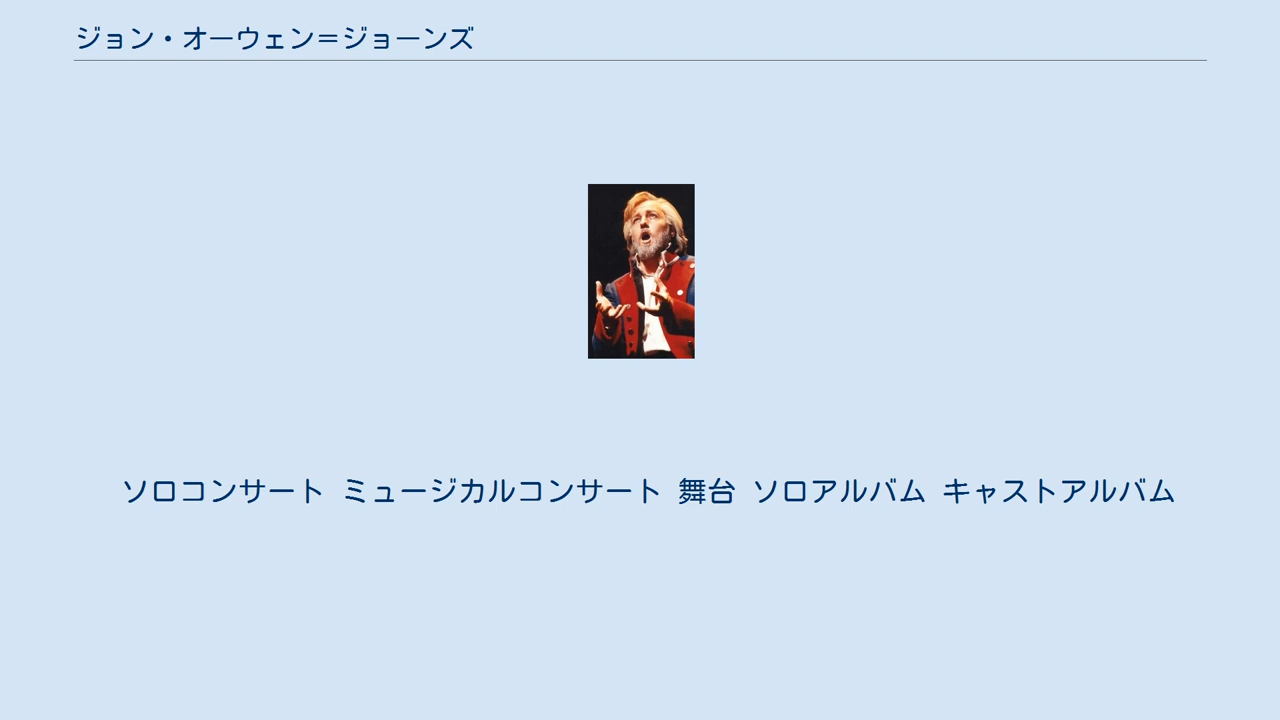 ジョン・オーウェン＝ジョーンズ
ソロコンサート ミュージカルコンサート 舞台 ソロアルバム キャストアルバム